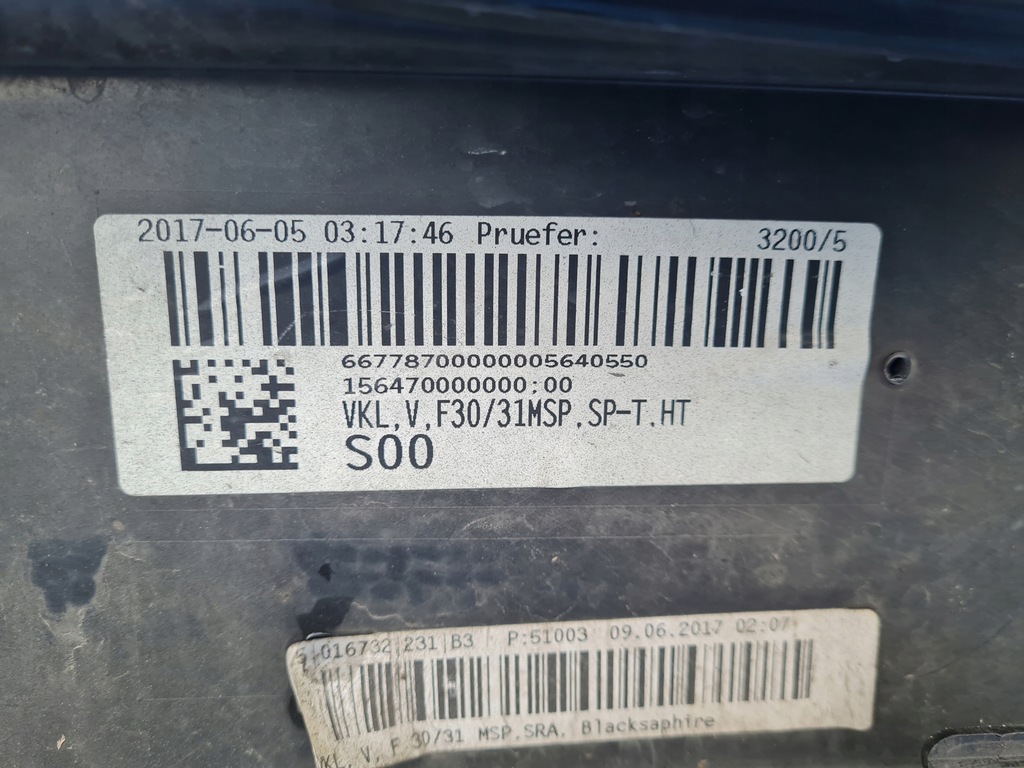 2017-06-05 03:17:46 Pruefer: 3200/5
66778700000005640550
156470000000:00
VKL,V,F30/31MSP,SP-T.HT
S00
016732 231 B3 P:51003 09.06.2017 02:07
V, F 30/31 MSP,SRA, Blacksaphire